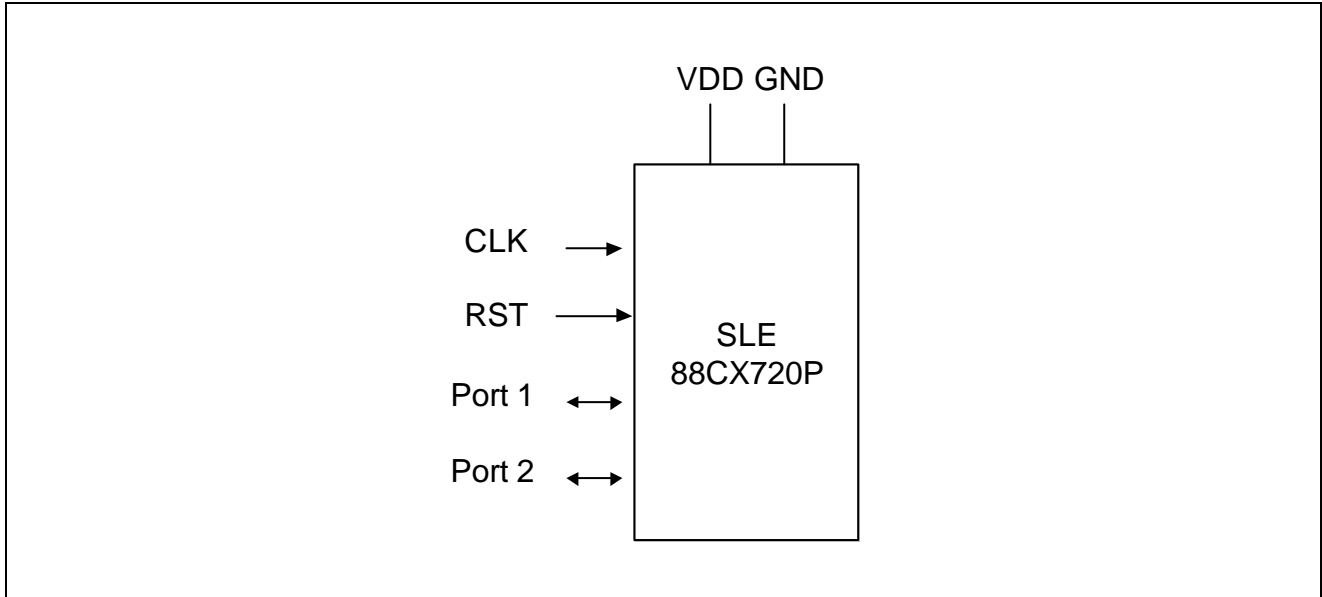 VDD GND
CLK
RST
SLE
88CX720P
Port 1
Port 2